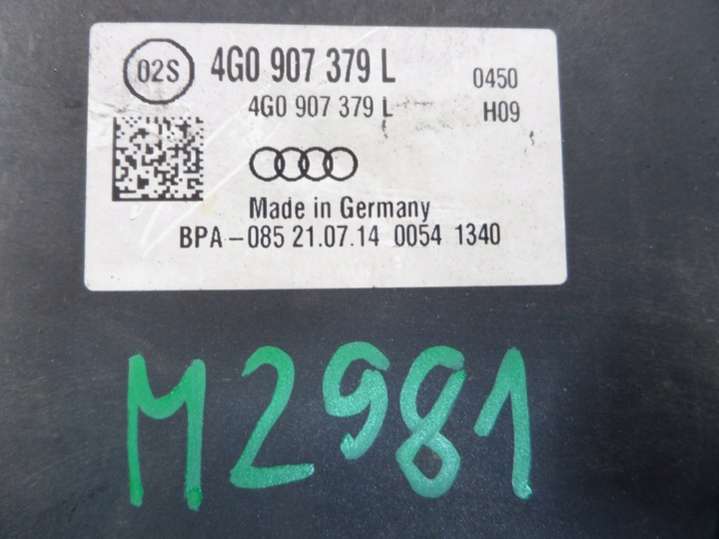 02S 4G0 907 379 L 0450
4G0 907 379 L H09
Made in Germany
BPA-085 21.07.14 0054 1340
M2981